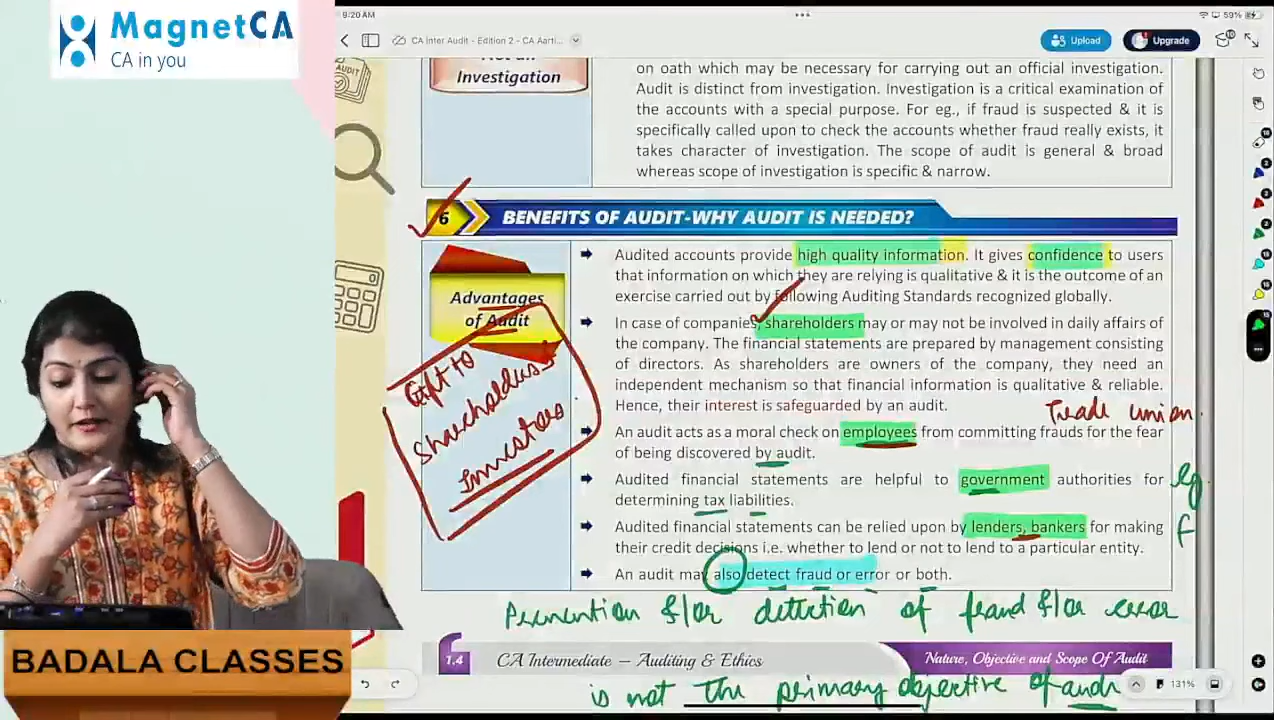 MagnetCA
CA in you
9:20 AM
59%
CA Inter Audit - Edition 2 - CA Aarti...
Upload
Upgrade
AUDIT
Not an
Investigation
on oath which may be necessary for carrying out an official investigation.
Audit is distinct from investigation. Investigation is a critical examination of
the accounts with a special purpose. For eg., if fraud is suspected & it is
specifically called upon to check the accounts whether fraud really exists, it
takes character of investigation. The scope of audit is general & broad
whereas scope of investigation is specific & narrow.
6 BENEFITS OF AUDIT-WHY AUDIT IS NEEDED?
Advantages
of Audit
Gift to
Shareholders
Investors
Audited accounts provide high quality information. It gives confidence to users
that information on which they are relying is qualitative & it is the outcome of an
exercise carried out by following Auditing Standards recognized globally.
In case of companies, shareholders may or may not be involved in daily affairs of
the company. The financial statements are prepared by management consisting
of directors. As shareholders are owners of the company, they need an
independent mechanism so that financial information is qualitative & reliable.
Hence, their interest is safeguarded by an audit.
Trade union
An audit acts as a moral check on employees from committing frauds for the fear
of being discovered by audit.
Audited financial statements are helpful to government authorities for
determining tax liabilities.
Audited financial statements can be relied upon by lenders, bankers for making
their credit decisions i.e. whether to lend or not to lend to a particular entity.
An audit may also detect fraud or error or both.
Prevention &/or detection of fraud &/or error
1.4 CA Intermediate — Auditing & Ethics
Nature, Objective and Scope Of Audit
is not the primary objective of audit
131%
BADALA CLASSES